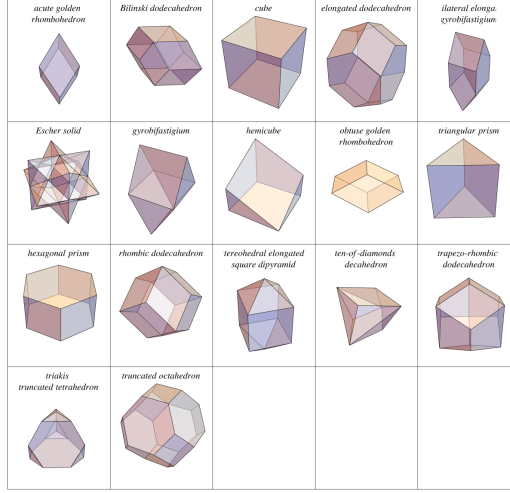 acute golden
rhombohedron
Bilinski dodecahedron
cube
elongated dodecahedron
ilateral elonga.
gyrobifastigium
Escher solid
gyrobifastigium
hemicube
obtuse golden
rhombohedron
triangular prism
hexagonal prism
rhombic dodecahedron
tereohedral elongated
square dipyramid
ten-of-diamonds
decahedron
trapezo-rhombic
dodecahedron
triakis
truncated tetrahedron
truncated octahedron